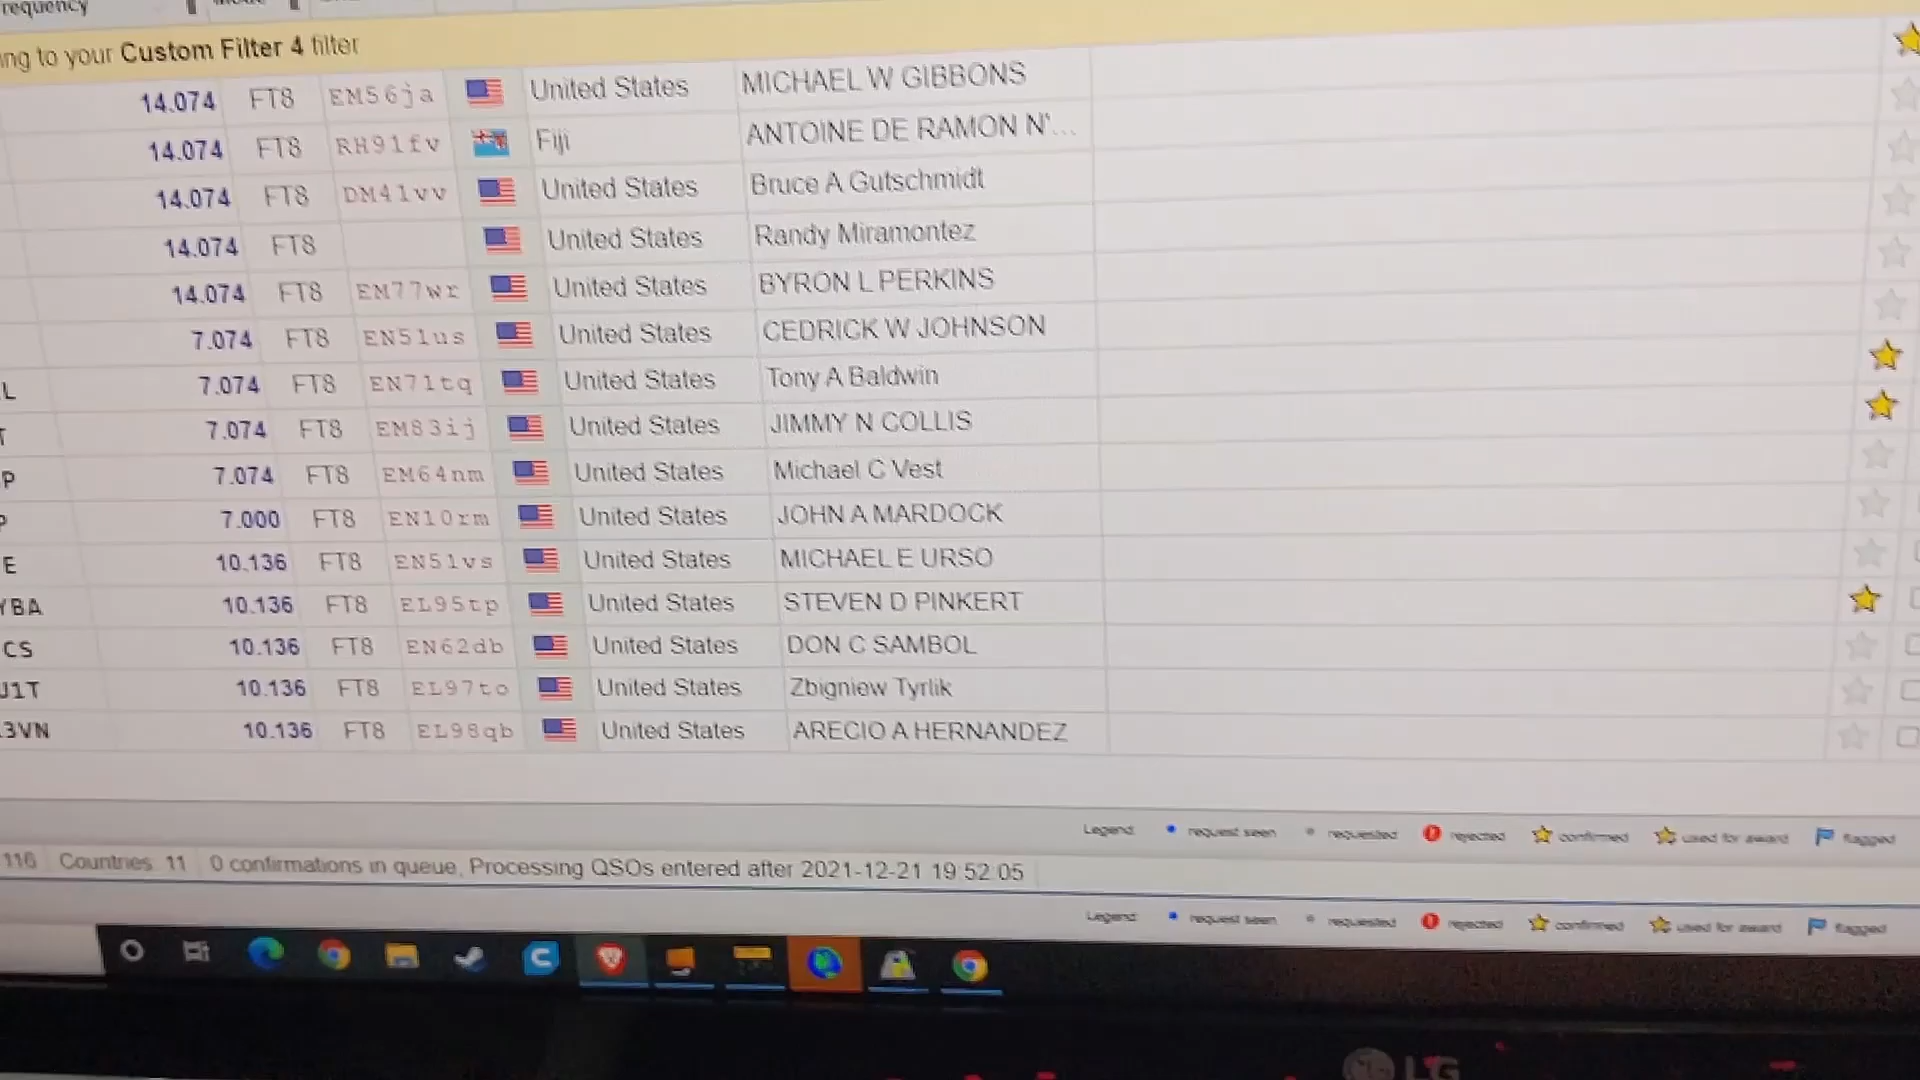 requency
ing to your Custom Filter 4 filter
14.074 FT8 EM56ja United States MICHAEL W GIBBONS
14.074 FT8 RH91fv Fiji ANTOINE DE RAMON N'...
14.074 FT8 DM41vv United States Bruce A Gutschmidt
14.074 FT8 United States Randy Miramontez
14.074 FT8 EM77wr United States BYRON L PERKINS
7.074 FT8 EN51us United States CEDRICK W JOHNSON
L 7.074 FT8 EN71tq United States Tony A Baldwin
T 7.074 FT8 EM83ij United States JIMMY N COLLIS
P 7.074 FT8 EM64nm United States Michael C Vest
P 7.000 FT8 EN10rm United States JOHN A MARDOCK
E 10.136 FT8 EN51vs United States MICHAEL E URSO
YBA 10.136 FT8 EL95tp United States STEVEN D PINKERT
CS 10.136 FT8 EN62db United States DON C SAMBOL
J1T 10.136 FT8 EL97to United States Zbigniew Tyrlik
3VN 10.136 FT8 EL98qb United States ARECIO A HERNANDEZ
Legend: request seen requested rejected confirmed used for award flagged
116 Countries 11 0 confirmations in queue, Processing QSOs entered after 2021-12-21 19:52:05
Legend: request seen requested rejected confirmed used for award flagged
LG